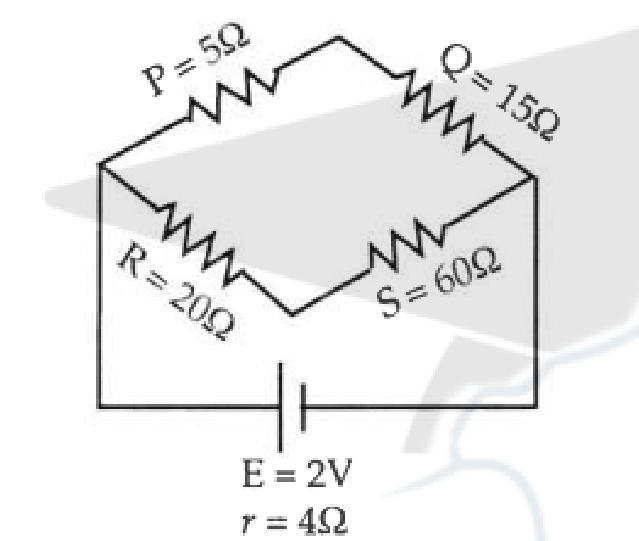 P = 5Ω
Q = 15Ω
R = 20Ω
S = 60Ω
E = 2V
r = 4Ω